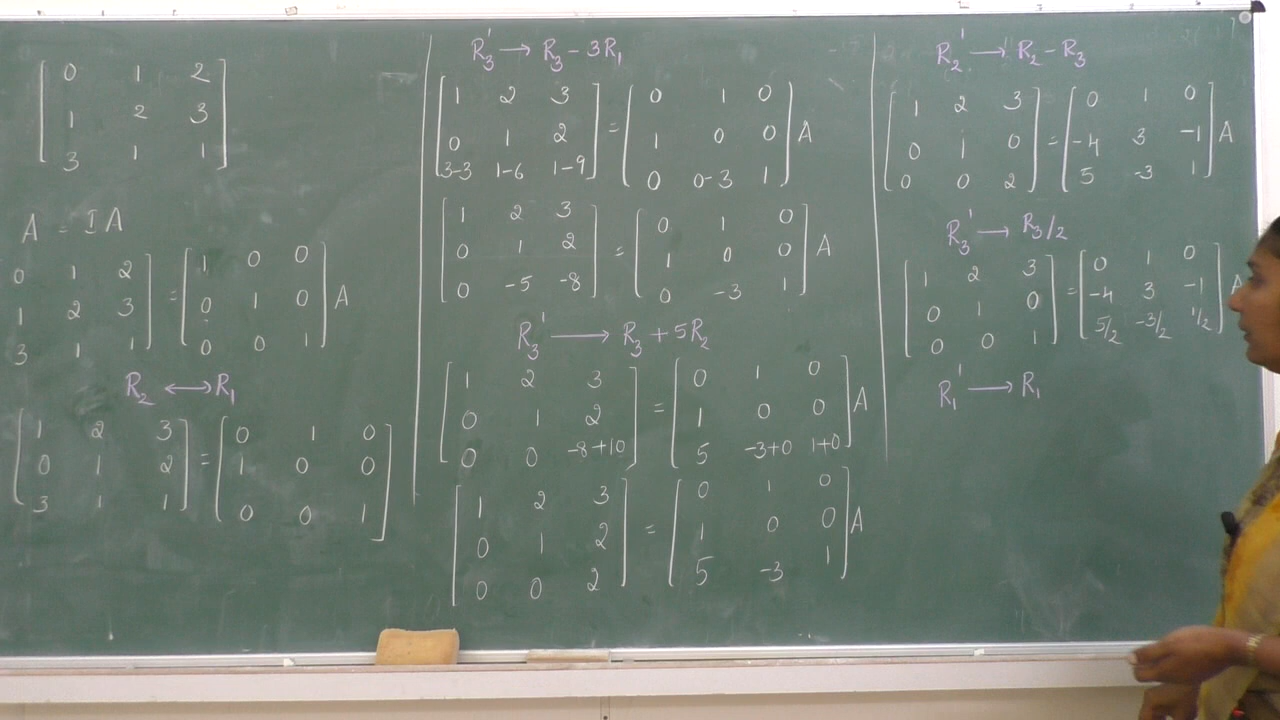 0 1 2
1 2 3
3 1 1
A = IA
0 1 2 = 1 0 0
1 2 3 0 1 0 A
3 1 1 0 0 1
R2 ⟷ R1
1 2 3 = 0 1 0
0 1 2 1 0 0
3 1 1 0 0 1
R3' → R3 - 3R1
1 2 3 = 0 1 0
0 1 2 1 0 0 A
3-3 1-6 1-9 0 0-3 1
1 2 3 = 0 1 0
0 1 2 1 0 0 A
0 -5 -8 0 -3 1
R3' → R3 + 5R2
1 2 3 = 0 1 0
0 1 2 1 0 0 A
0 0 -8+10 5 -3+0 1+0
1 2 3 = 0 1 0
0 1 2 1 0 0 A
0 0 2 5 -3 1
R2' → R2 - R3
1 2 3 = 0 1 0
0 1 0 -4 3 -1 A
0 0 2 5 -3 1
R3' → R3/2
1 2 3 = 0 1 0
0 1 0 -4 3 -1 A
0 0 1 5/2 -3/2 1/2
R1' → R1